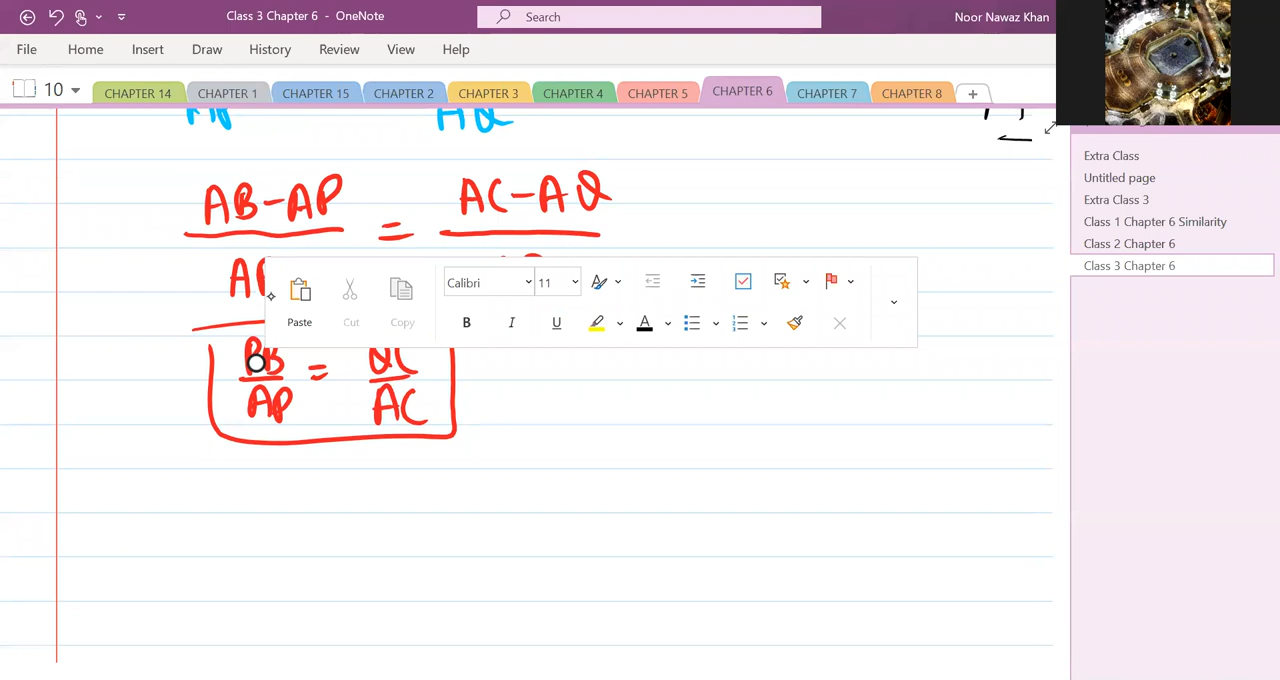 Class 3 Chapter 6 - OneNote
Search
Noor Nawaz Khan
File Home Insert Draw History Review View Help
10 CHAPTER 14 CHAPTER 1 CHAPTER 15 CHAPTER 2 CHAPTER 3 CHAPTER 4 CHAPTER 5 CHAPTER 6 CHAPTER 7 CHAPTER 8 +
Extra Class
Untitled page
Extra Class 3
Class 1 Chapter 6 Similarity
Class 2 Chapter 6
Class 3 Chapter 6
AQ
AB-AP = AC-AQ
Calibri 11
Paste Cut Copy B I U A
= QC
AP AC